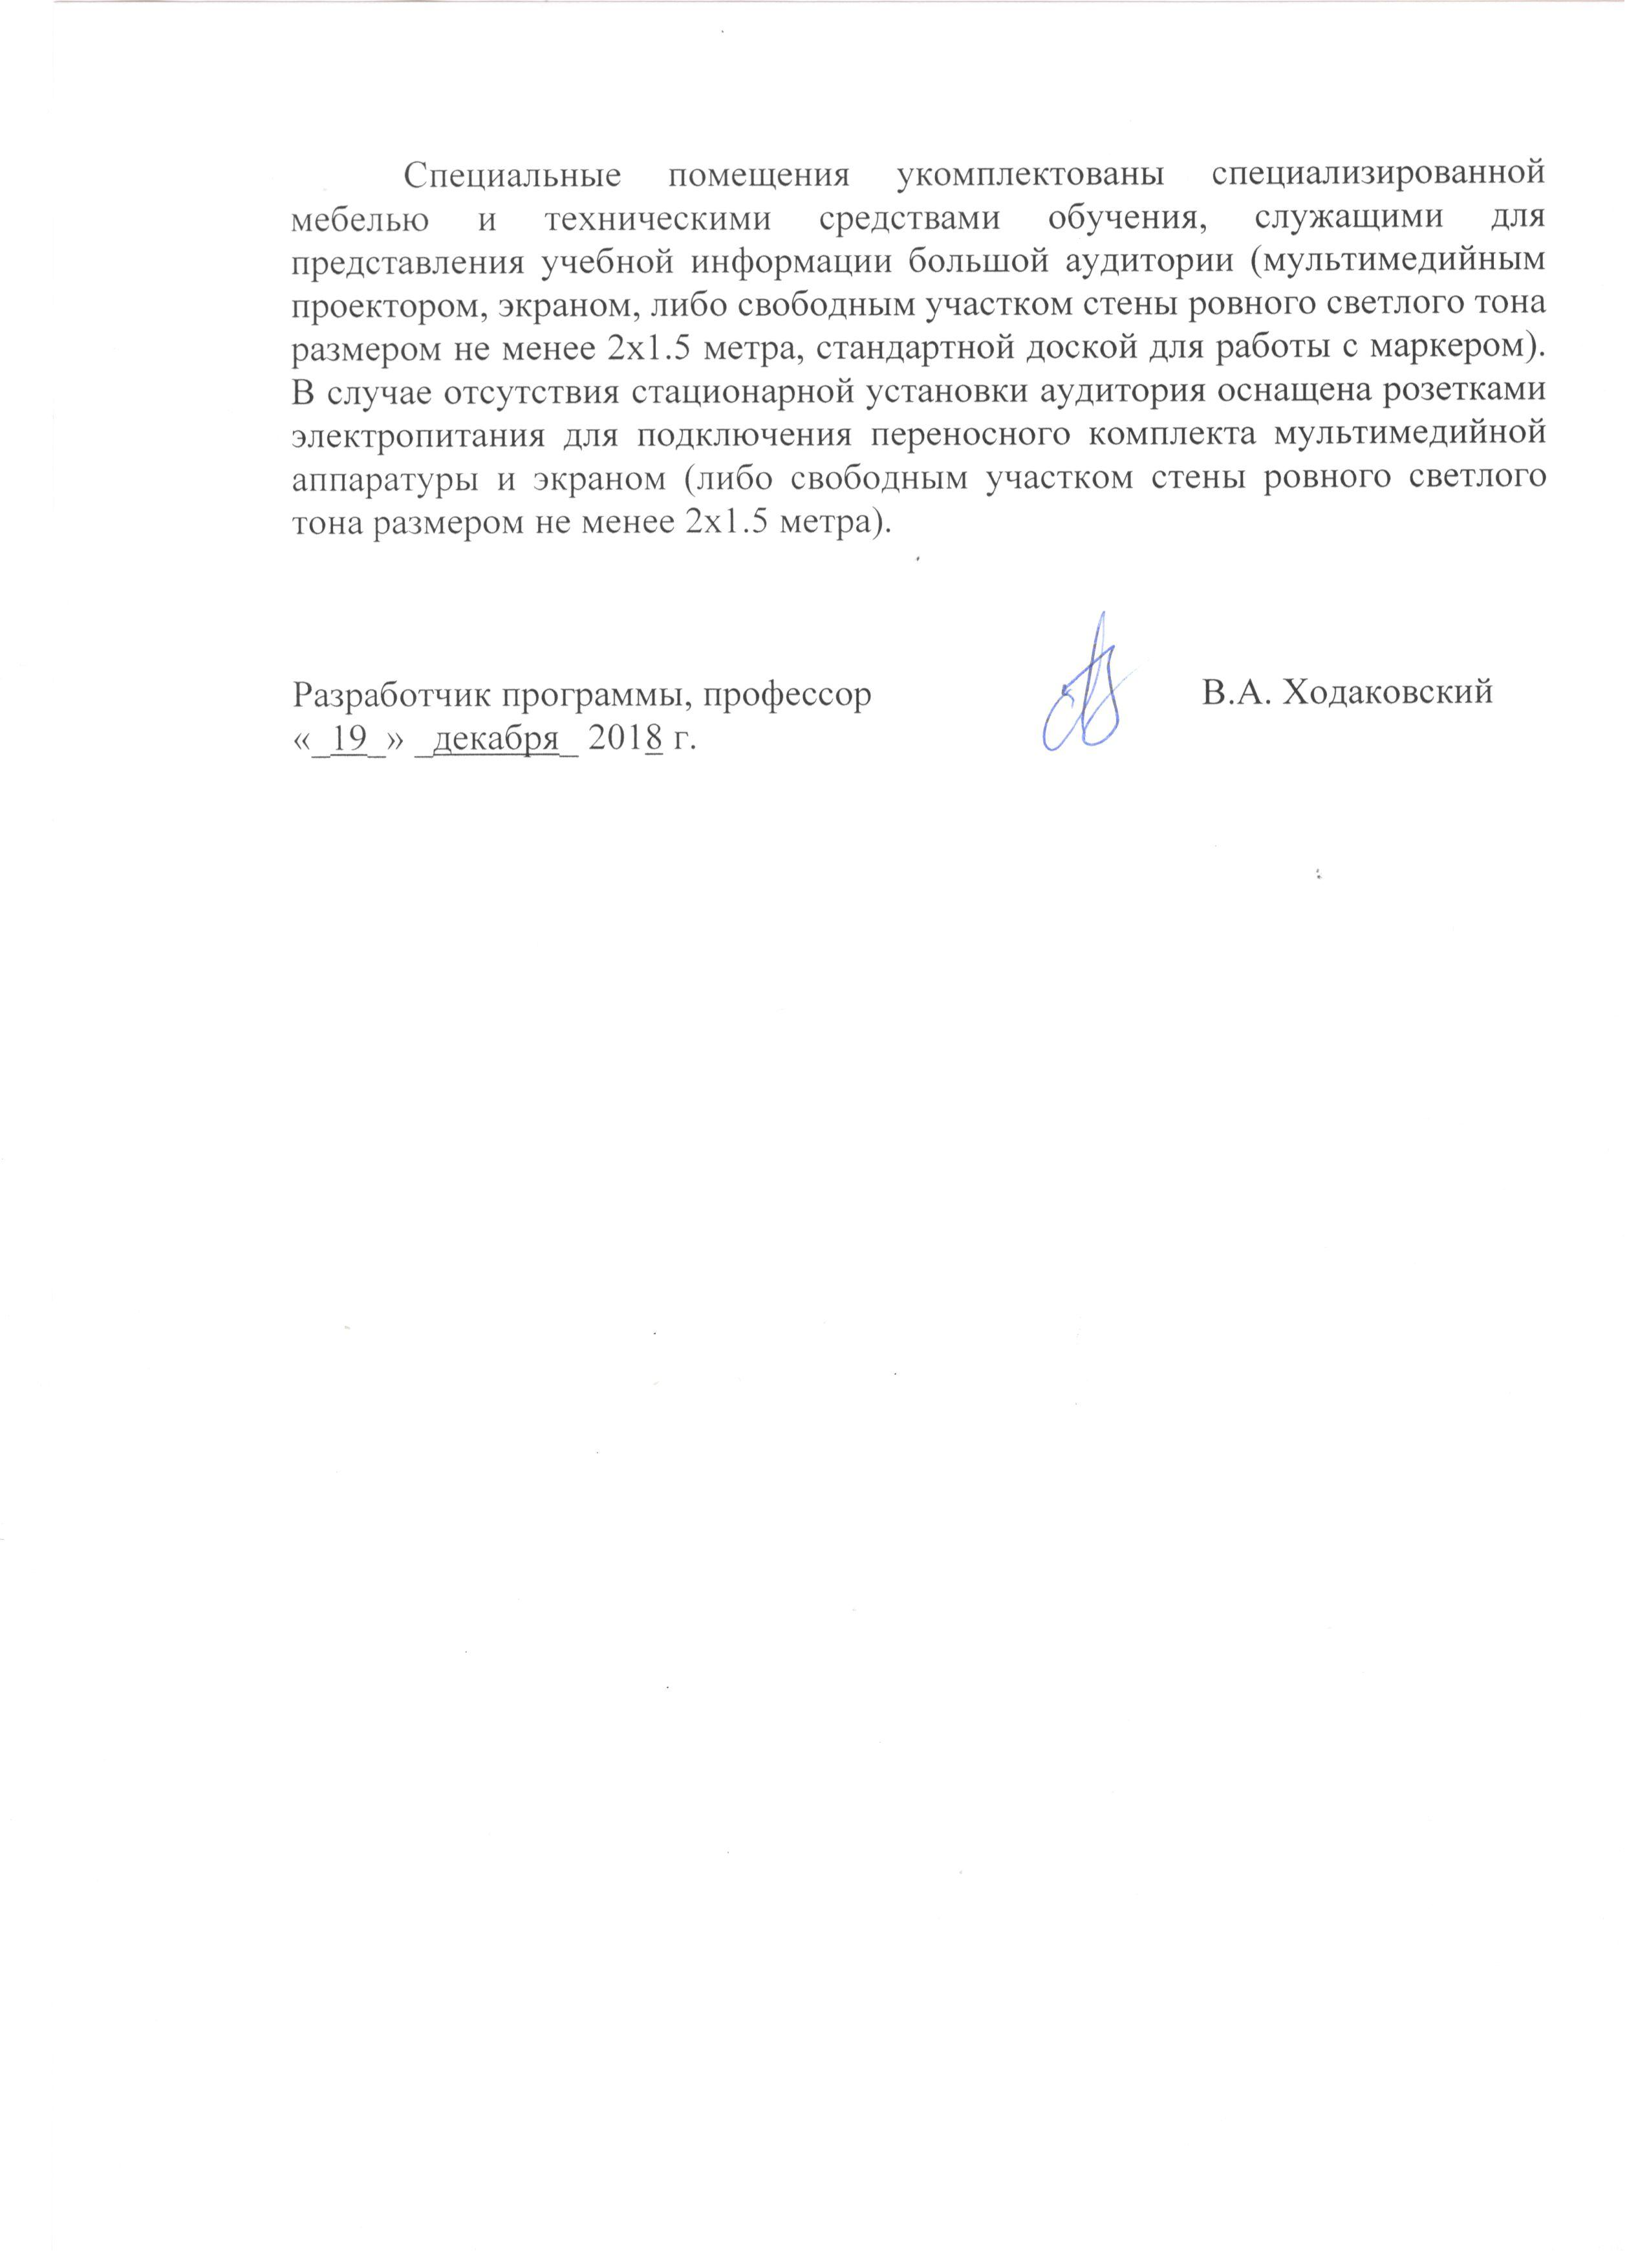 Специальные помещения укомплектованы специализированной
мебелью и техническими средствами обучения, служащими для
представления учебной информации большой аудитории (мультимедийным
проектором, экраном, либо свободным участком стены ровного светлого тона
размером не менее 2х1.5 метра, стандартной доской для работы с маркером).
В случае отсутствия стационарной установки аудитория оснащена розетками
электропитания для подключения переносного комплекта мультимедийной
аппаратуры и экраном (либо свободным участком стены ровного светлого
тона размером не менее 2х1.5 метра).
Разработчик программы, профессор В.А. Ходаковский
«_19_» _декабря_ 2018 г.